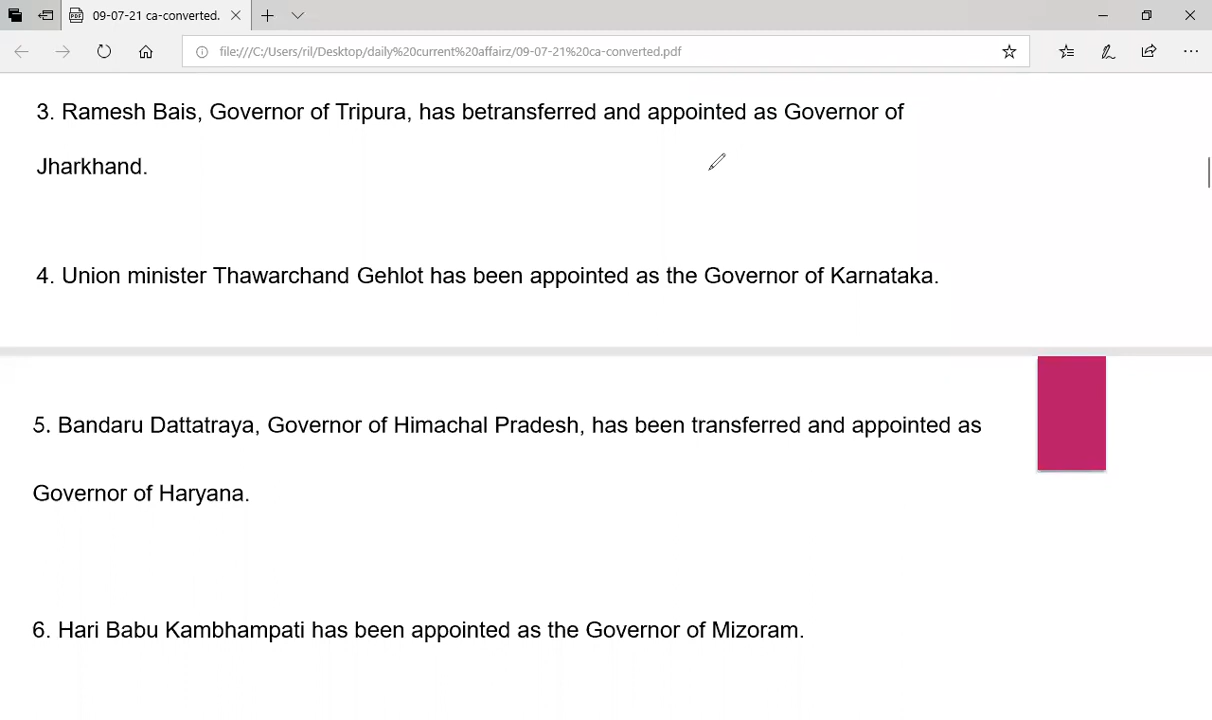 09-07-21 ca-converted.
file:///C:/Users/ril/Desktop/daily%20current%20affairz/09-07-21%20ca-converted.pdf
3. Ramesh Bais, Governor of Tripura, has betransferred and appointed as Governor of
Jharkhand.
4. Union minister Thawarchand Gehlot has been appointed as the Governor of Karnataka.
5. Bandaru Dattatraya, Governor of Himachal Pradesh, has been transferred and appointed as
Governor of Haryana.
6. Hari Babu Kambhampati has been appointed as the Governor of Mizoram.